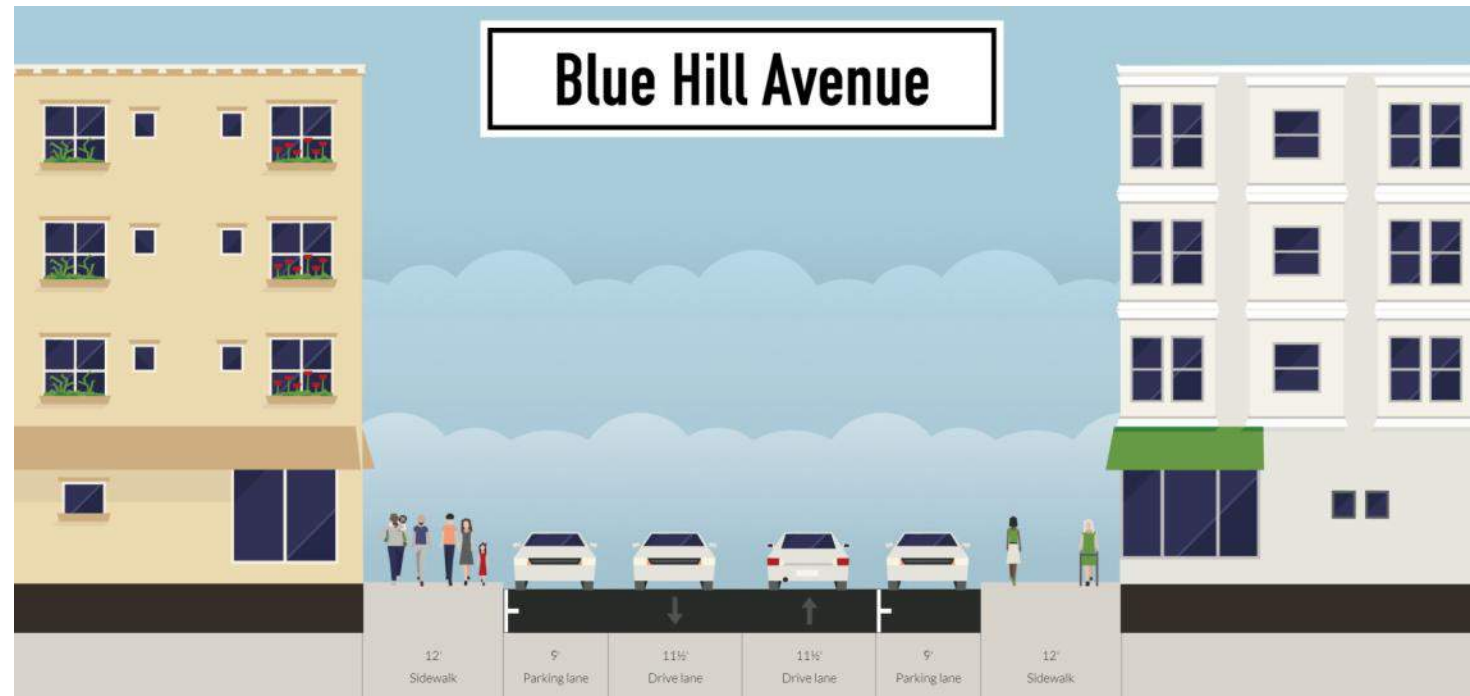 Blue Hill Avenue
12' 9' 11½' 11½' 9' 12'
Sidewalk Parking lane Drive lane Drive lane Parking lane Sidewalk